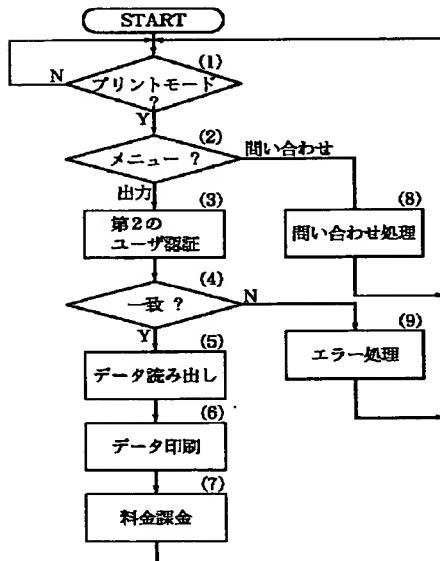 START
(1)
N
プリントモード
?
Y
(2)
メニュー ?
問い合わせ
出力
(3)
第2の
ユーザ認証
(8)
問い合わせ処理
(4)
一致 ?
N
Y
(9)
エラー処理
(5)
データ読み出し
(6)
データ印刷
(7)
料金課金